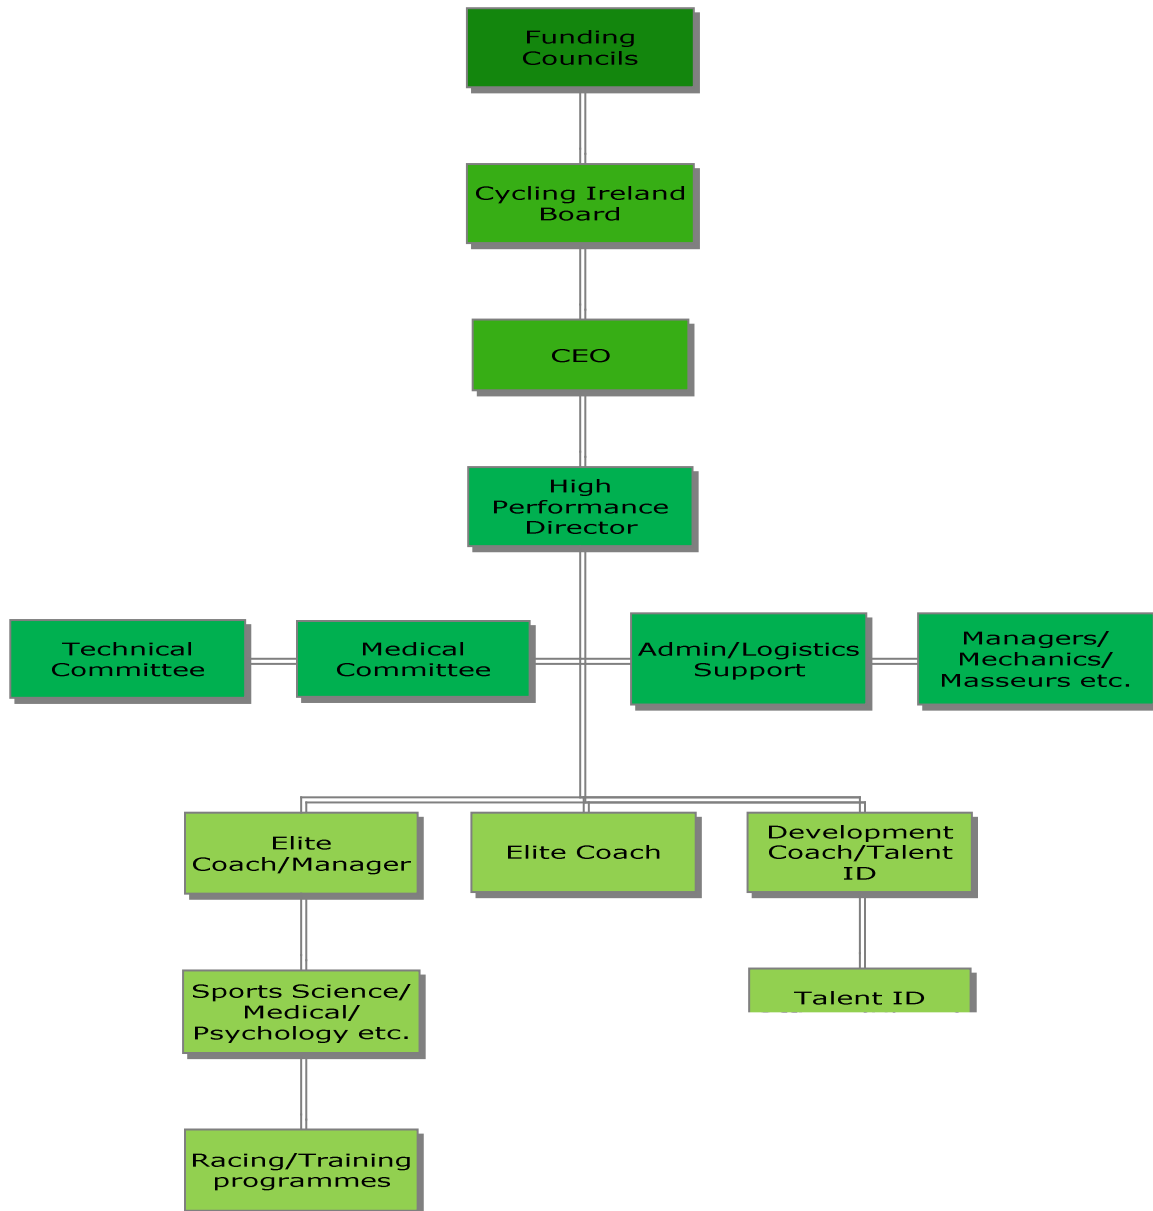 Funding
Councils
Cycling Ireland
Board
CEO
High
Performance
Director
Technical
Committee
Medical
Committee
Admin/Logistics
Support
Managers/
Mechanics/
Masseurs etc.
Elite
Coach/Manager
Elite Coach
Development
Coach/Talent
ID
Sports Science/
Medical/
Psychology etc.
Talent ID
Racing/Training
programmes